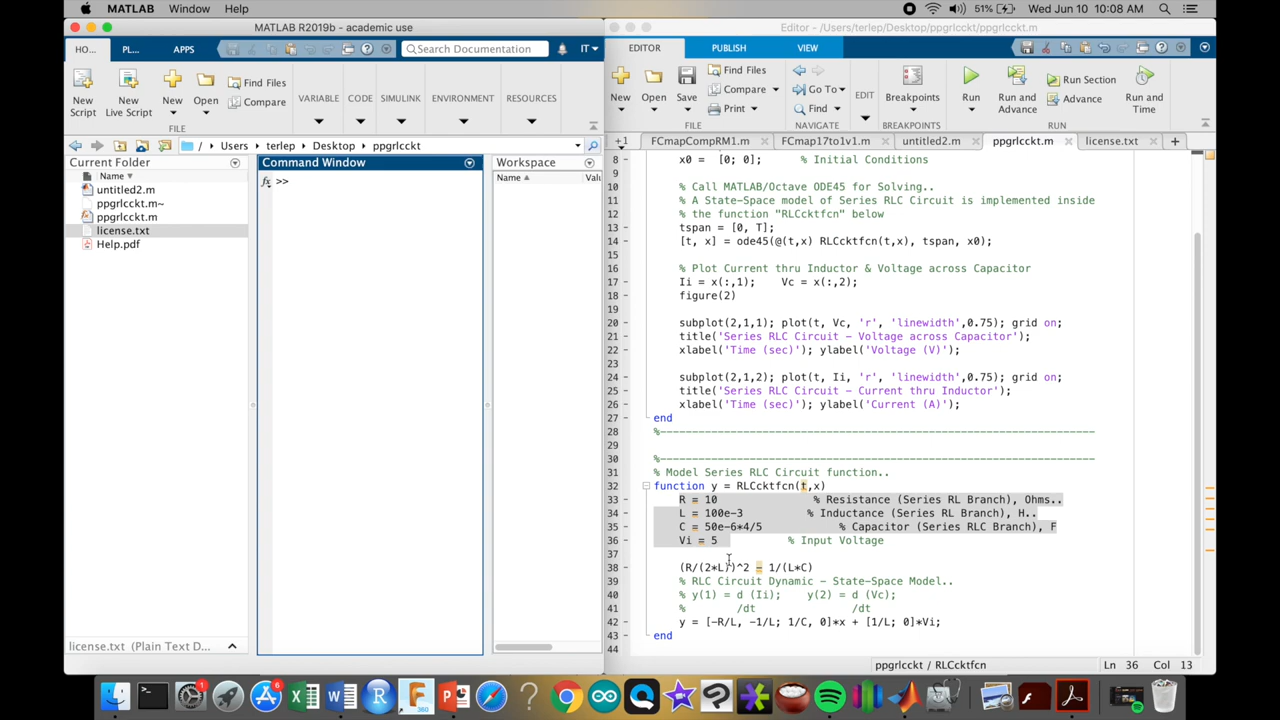 MATLAB Window Help 51% Wed Jun 10 10:08 AM
MATLAB R2019b - academic use
HO... PL... APPS Search Documentation IT
New Script
New Live Script
New
Open
Find Files
Compare
FILE
VARIABLE
CODE
SIMULINK
ENVIRONMENT
RESOURCES
/ Users terlep Desktop ppgrlcckt
Current Folder
Name
untitled2.m
ppgrlcckt.m~
ppgrlcckt.m
license.txt
Help.pdf
license.txt (Plain Text D...
Command Window
fx >>
Workspace
Name Valu
Editor - /Users/terlep/Desktop/ppgrlcckt/ppgrlcckt.m
EDITOR PUBLISH VIEW
New
Open
Save
Find Files
Compare
Print
FILE
Go To
Find
NAVIGATE
EDIT
Breakpoints
BREAKPOINTS
Run
Run and Advance
Run Section
Advance
Run and Time
RUN
+1 FCmapCompRM1.m FCmap17to1v1.m untitled2.m ppgrlcckt.m license.txt +
8 - x0 = [0; 0]; % Initial Conditions
9
10 % Call MATLAB/Octave ODE45 for Solving..
11 % A State-Space model of Series RLC Circuit is implemented inside
12 % the function "RLCcktfcn" below
13 - tspan = [0, T];
14 - [t, x] = ode45(@(t,x) RLCcktfcn(t,x), tspan, x0);
15
16 % Plot Current thru Inductor & Voltage across Capacitor
17 - Ii = x(:,1); Vc = x(:,2);
18 - figure(2)
19
20 - subplot(2,1,1); plot(t, Vc, 'r', 'linewidth',0.75); grid on;
21 - title('Series RLC Circuit - Voltage across Capacitor');
22 - xlabel('Time (sec)'); ylabel('Voltage (V)');
23
24 - subplot(2,1,2); plot(t, Ii, 'r', 'linewidth',0.75); grid on;
25 - title('Series RLC Circuit - Current thru Inductor');
26 - xlabel('Time (sec)'); ylabel('Current (A)');
27 - end
28 %-----------------------------------------------------------------
29
30 %-----------------------------------------------------------------
31 % Model Series RLC Circuit function..
32 function y = RLCcktfcn(t,x)
33 - R = 10 % Resistance (Series RL Branch), Ohms..
34 - L = 100e-3 % Inductance (Series RL Branch), H..
35 - C = 50e-6*4/5 % Capacitor (Series RLC Branch), F
36 - Vi = 5 % Input Voltage
37
38 - (R/(2*L))^2 - 1/(L*C)
39 % RLC Circuit Dynamic - State-Space Model..
40 % y(1) = d (Ii); y(2) = d (Vc);
41 % /dt /dt
42 - y = [-R/L, -1/L; 1/C, 0]*x + [1/L; 0]*Vi;
43 - end
44
ppgrlcckt / RLCcktfcn Ln 36 Col 13